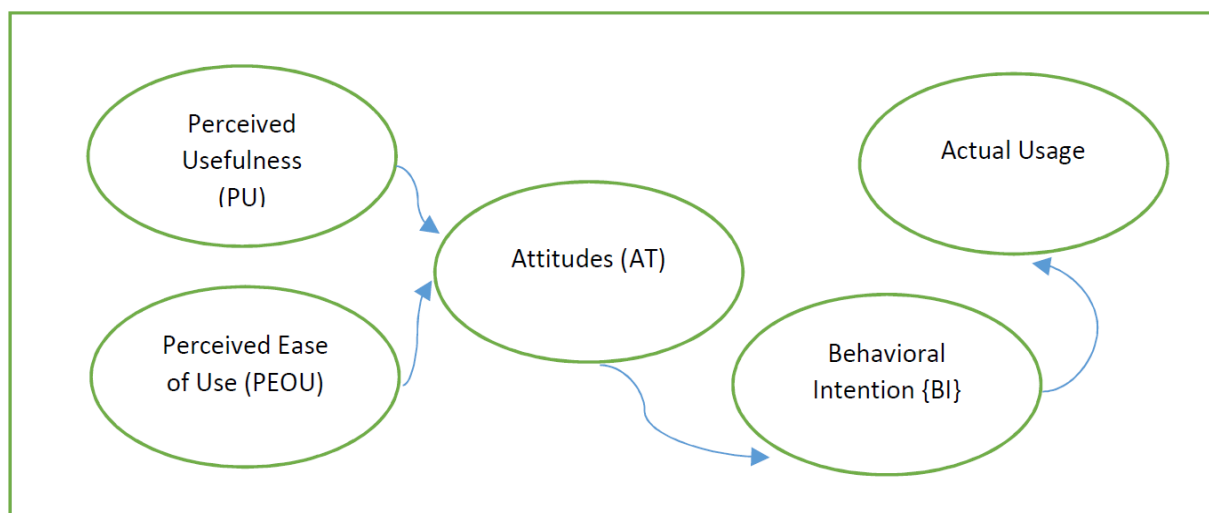 Perceived
Usefulness
(PU)
Perceived Ease
of Use (PEOU)
Attitudes (AT)
Behavioral
Intention {BI}
Actual Usage